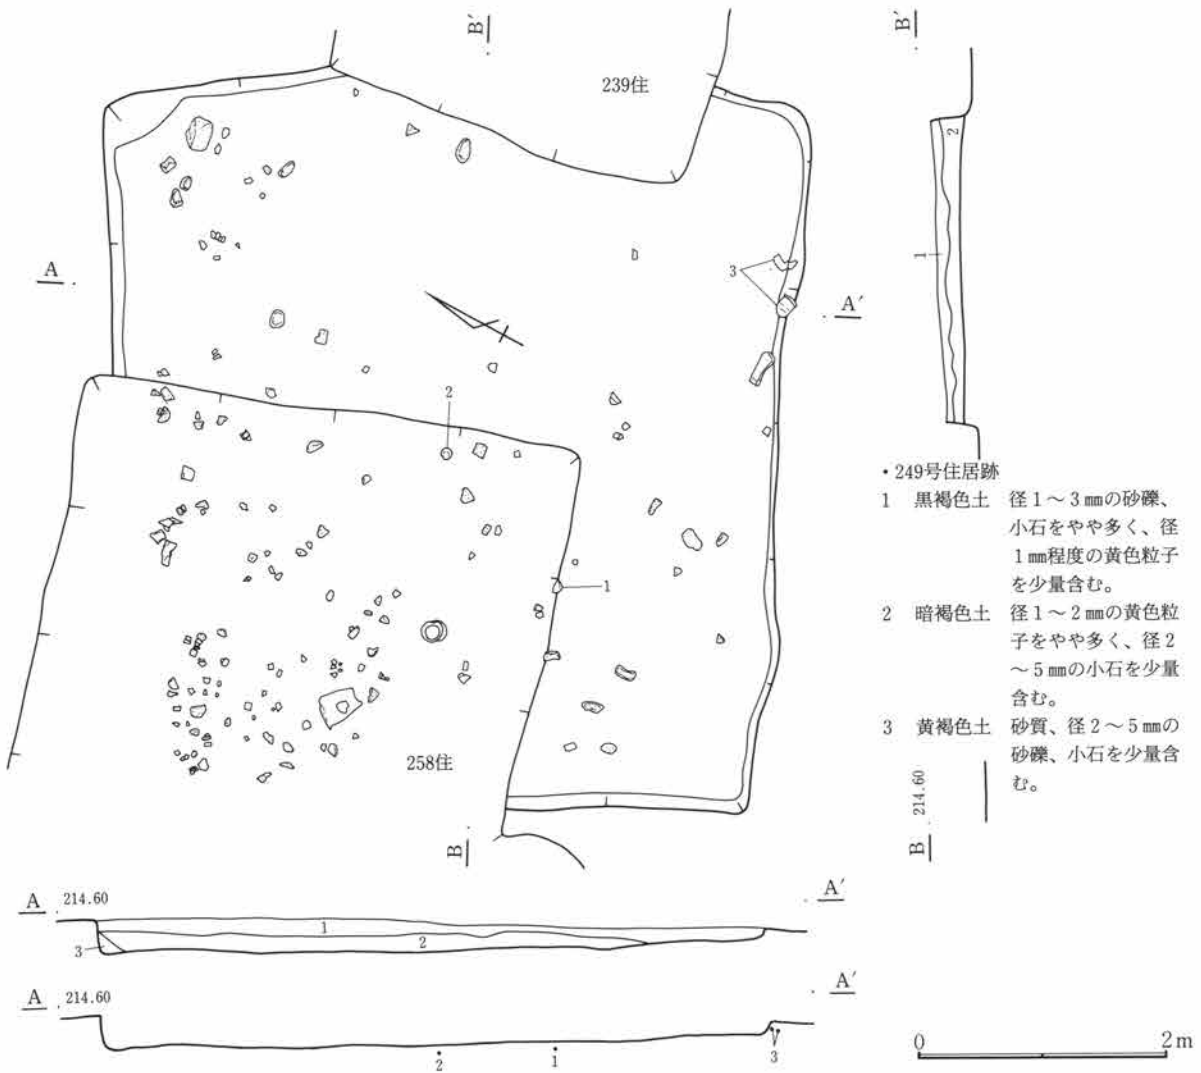 B′
B′
239住
2
1
3
A
A′
2
・249号住居跡
1 黒褐色土 径1～3㎜の砂礫、
小石をやや多く、径
1㎜程度の黄色粒子
を少量含む。
2 暗褐色土 径1～2㎜の黄色粒
子をやや多く、径2
～5㎜の小石を少量
含む。
3 黄褐色土 砂質、径2～5㎜の
砂礫、小石を少量含
む。
1
258住
214.60
B
B
A 214.60
A′
1
2
3
A 214.60
A′
2
1
3
0
2m